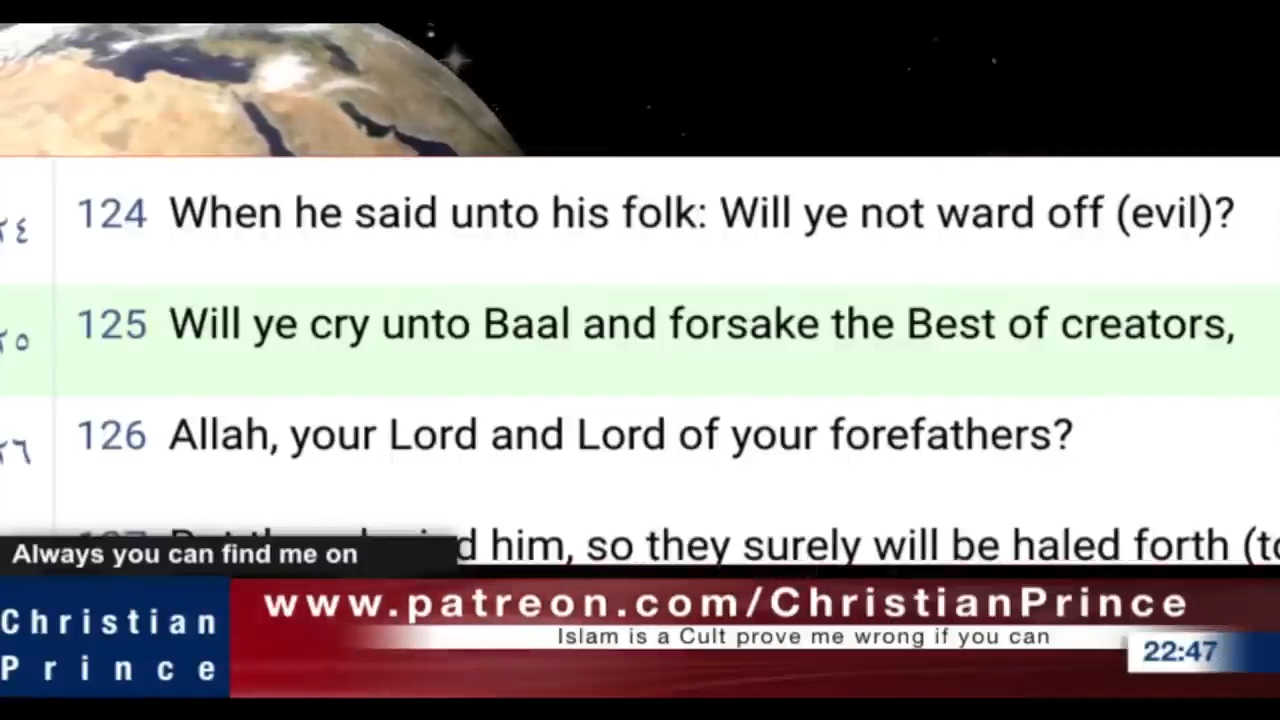 124 When he said unto his folk: Will ye not ward off (evil)?
125 Will ye cry unto Baal and forsake the Best of creators,
126 Allah, your Lord and Lord of your forefathers?
him, so they surely will be haled forth
Always you can find me on
Christian
Prince
www.patreon.com/ChristianPrince
Islam is a Cult prove me wrong if you can
22:47